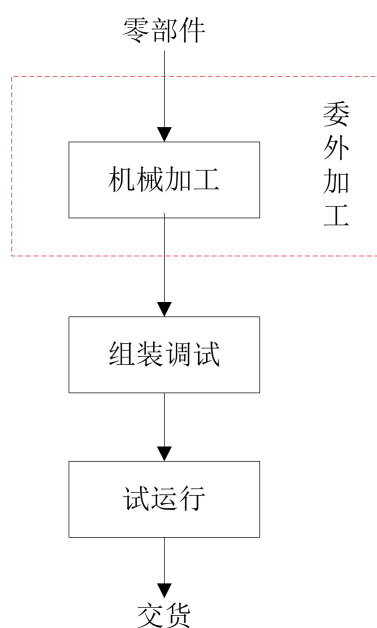 零部件
委外加工
机械加工
组装调试
试运行
交货